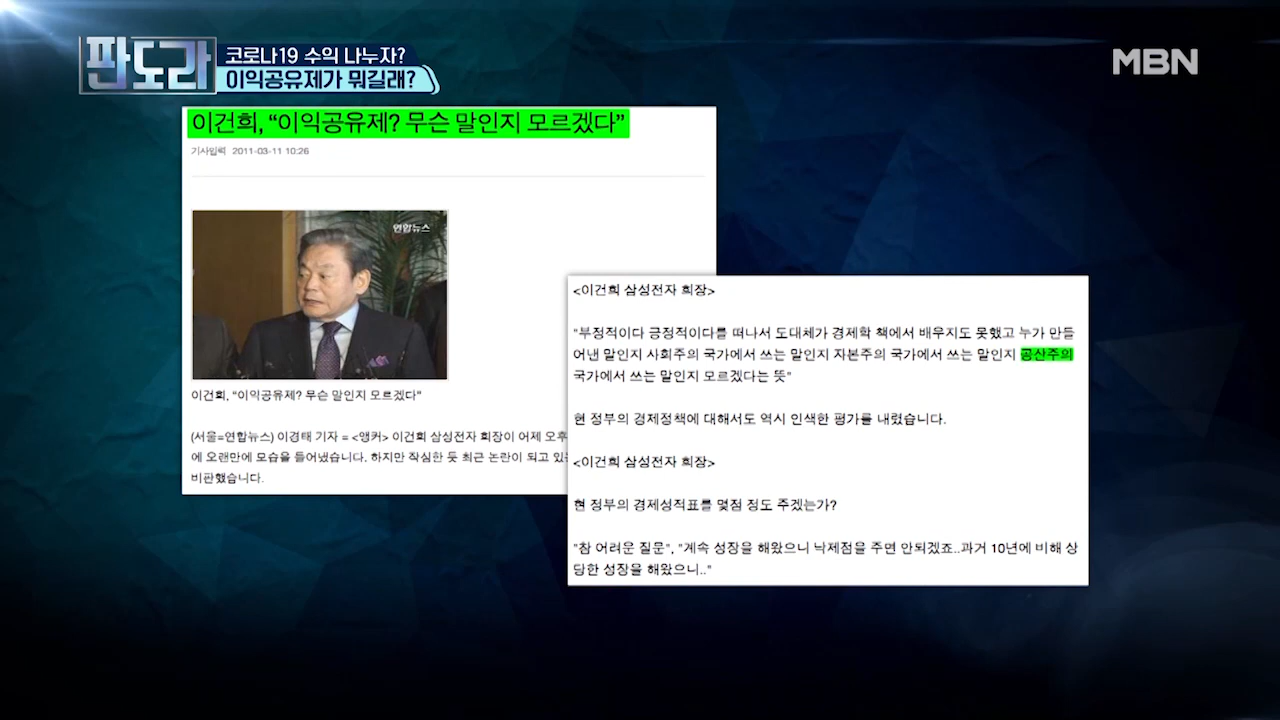 판도라
코로나19 수익 나누자?
이익공유제가 뭐길래?
MBN
이건희, “이익공유제? 무슨 말인지 모르겠다”
기사입력 2011-03-11 10:26
연합뉴스
이건희, “이익공유제? 무슨 말인지 모르겠다”
(서울=연합뉴스) 이경태 기자 = <앵커> 이건희 삼성전자 회장이 어제 오후
에 오랜만에 모습을 들어냈습니다. 하지만 작심한 듯 최근 논란이 되고 있는
비판했습니다.
<이건희 삼성전자 회장>
"부정적이다 긍정적이다를 떠나서 도대체가 경제학 책에서 배우지도 못했고 누가 만들
어낸 말인지 사회주의 국가에서 쓰는 말인지 자본주의 국가에서 쓰는 말인지 공산주의
국가에서 쓰는 말인지 모르겠다는 뜻"
현 정부의 경제정책에 대해서도 역시 인색한 평가를 내렸습니다.
<이건희 삼성전자 회장>
현 정부의 경제성적표를 몇점 정도 주겠는가?
"참 어려운 질문", "계속 성장을 해왔으니 낙제점을 주면 안되겠죠..과거 10년에 비해 상
당한 성장을 해왔으니.."